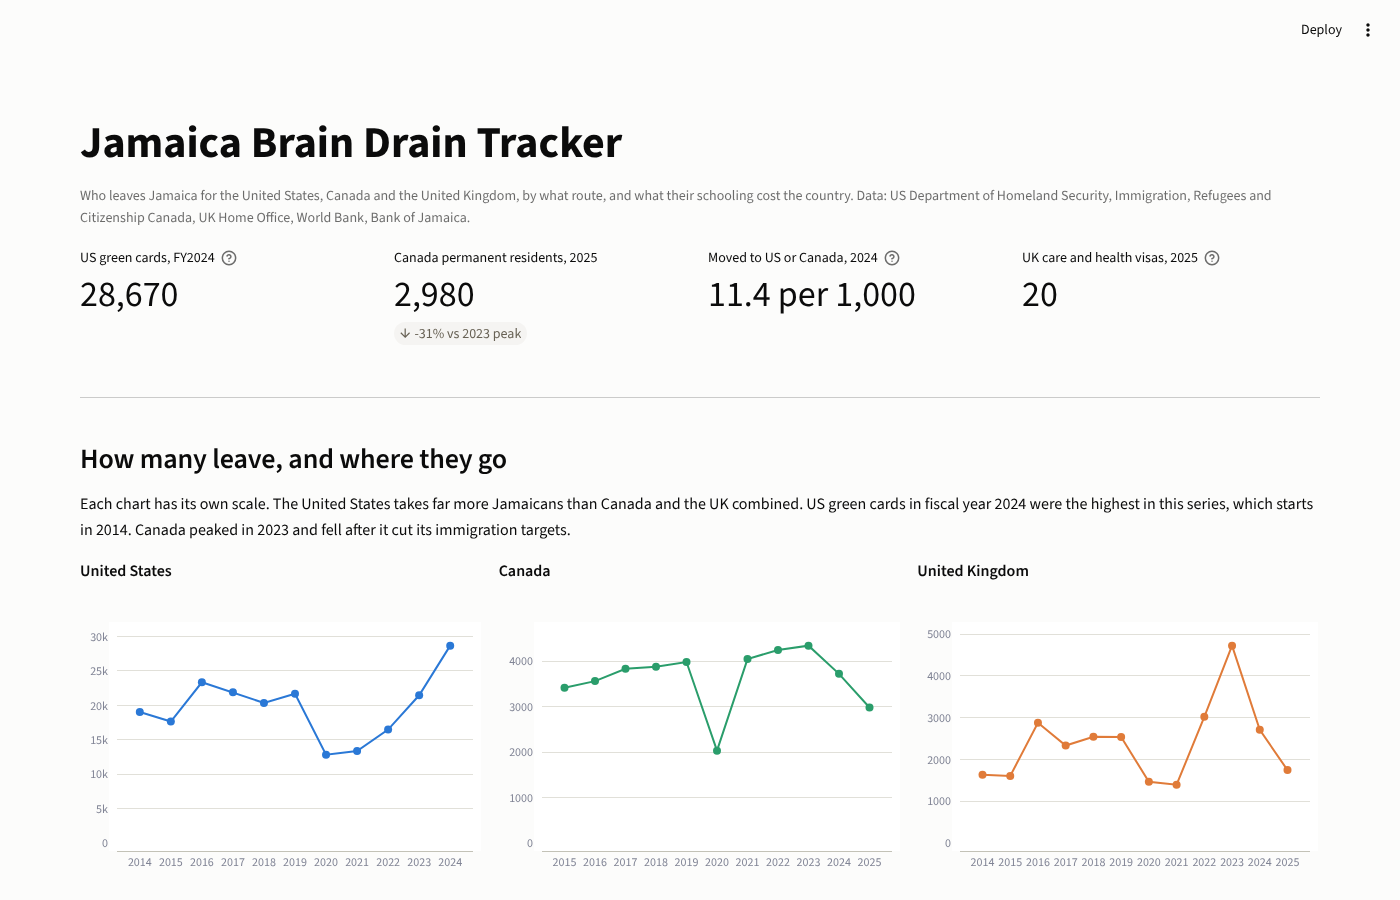 Deploy
Jamaica Brain Drain Tracker
Who leaves Jamaica for the United States, Canada and the United Kingdom, by what route, and what their schooling cost the country. Data: US Department of Homeland Security, Immigration, Refugees and
Citizenship Canada, UK Home Office, World Bank, Bank of Jamaica.
US green cards, FY2024
28,670
Canada permanent residents, 2025
2,980
-31% vs 2023 peak
Moved to US or Canada, 2024
11.4 per 1,000
UK care and health visas, 2025
20
How many leave, and where they go
Each chart has its own scale. The United States takes far more Jamaicans than Canada and the UK combined. US green cards in fiscal year 2024 were the highest in this series, which starts
in 2014. Canada peaked in 2023 and fell after it cut its immigration targets.
United States
30k
25k
20k
15k
10k
5k
0
2014 2015 2016 2017 2018 2019 2020 2021 2022 2023 2024
Canada
4000
3000
2000
1000
0
2015 2016 2017 2018 2019 2020 2021 2022 2023 2024 2025
United Kingdom
5000
4000
3000
2000
1000
0
2014 2015 2016 2017 2018 2019 2020 2021 2022 2023 2024 2025